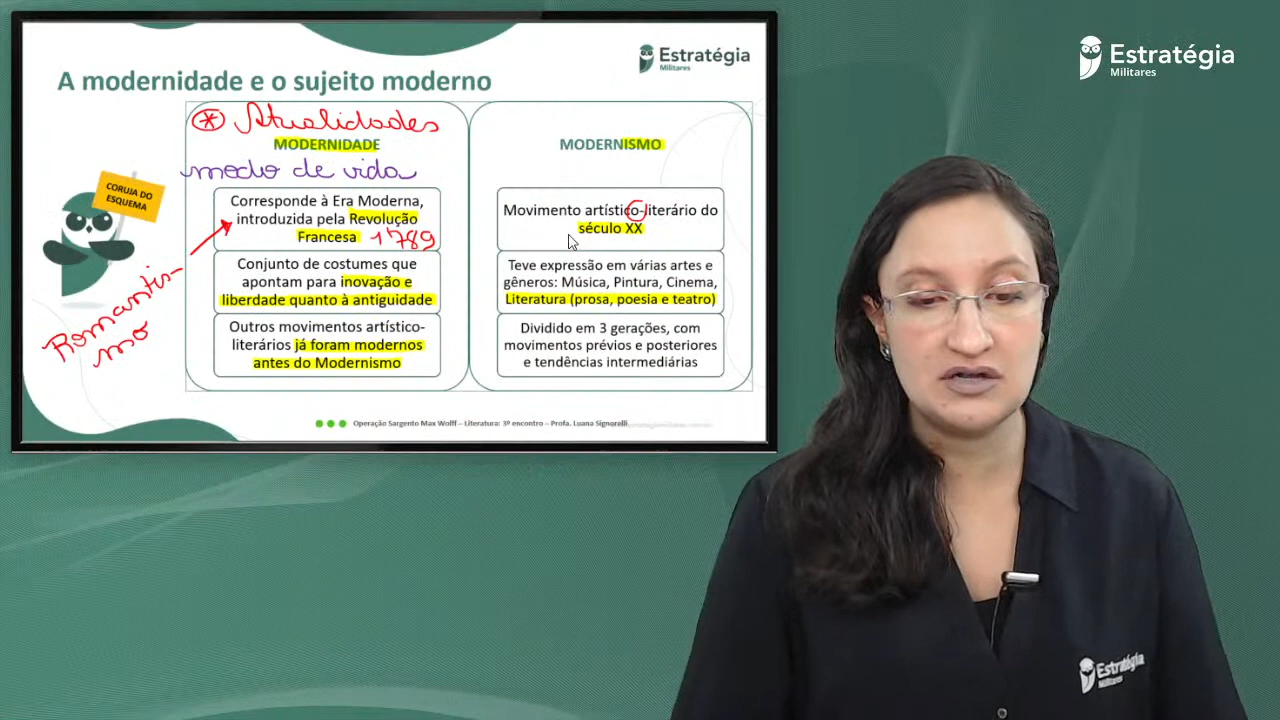 Estratégia
Militares
A modernidade e o sujeito moderno
* Atualidades
MODERNIDADE
modo de vida
CORUJA DO
ESQUEMA
Corresponde à Era Moderna,
introduzida pela Revolução
Francesa 1789
Conjunto de costumes que
apontam para inovação e
liberdade quanto à antiguidade
Outros movimentos artístico-
literários já foram modernos
antes do Modernismo
Romantis-
mo
MODERNISMO
Movimento artístico-literário do
século XX
Teve expressão em várias artes e
gêneros: Música, Pintura, Cinema,
Literatura (prosa, poesia e teatro)
Dividido em 3 gerações, com
movimentos prévios e posteriores
e tendências intermediárias
Operação Sargento Max Wolff – Literatura: 3º encontro – Profa. Luana Signorelli
Estratégia
Militares
Estratégia
Militares